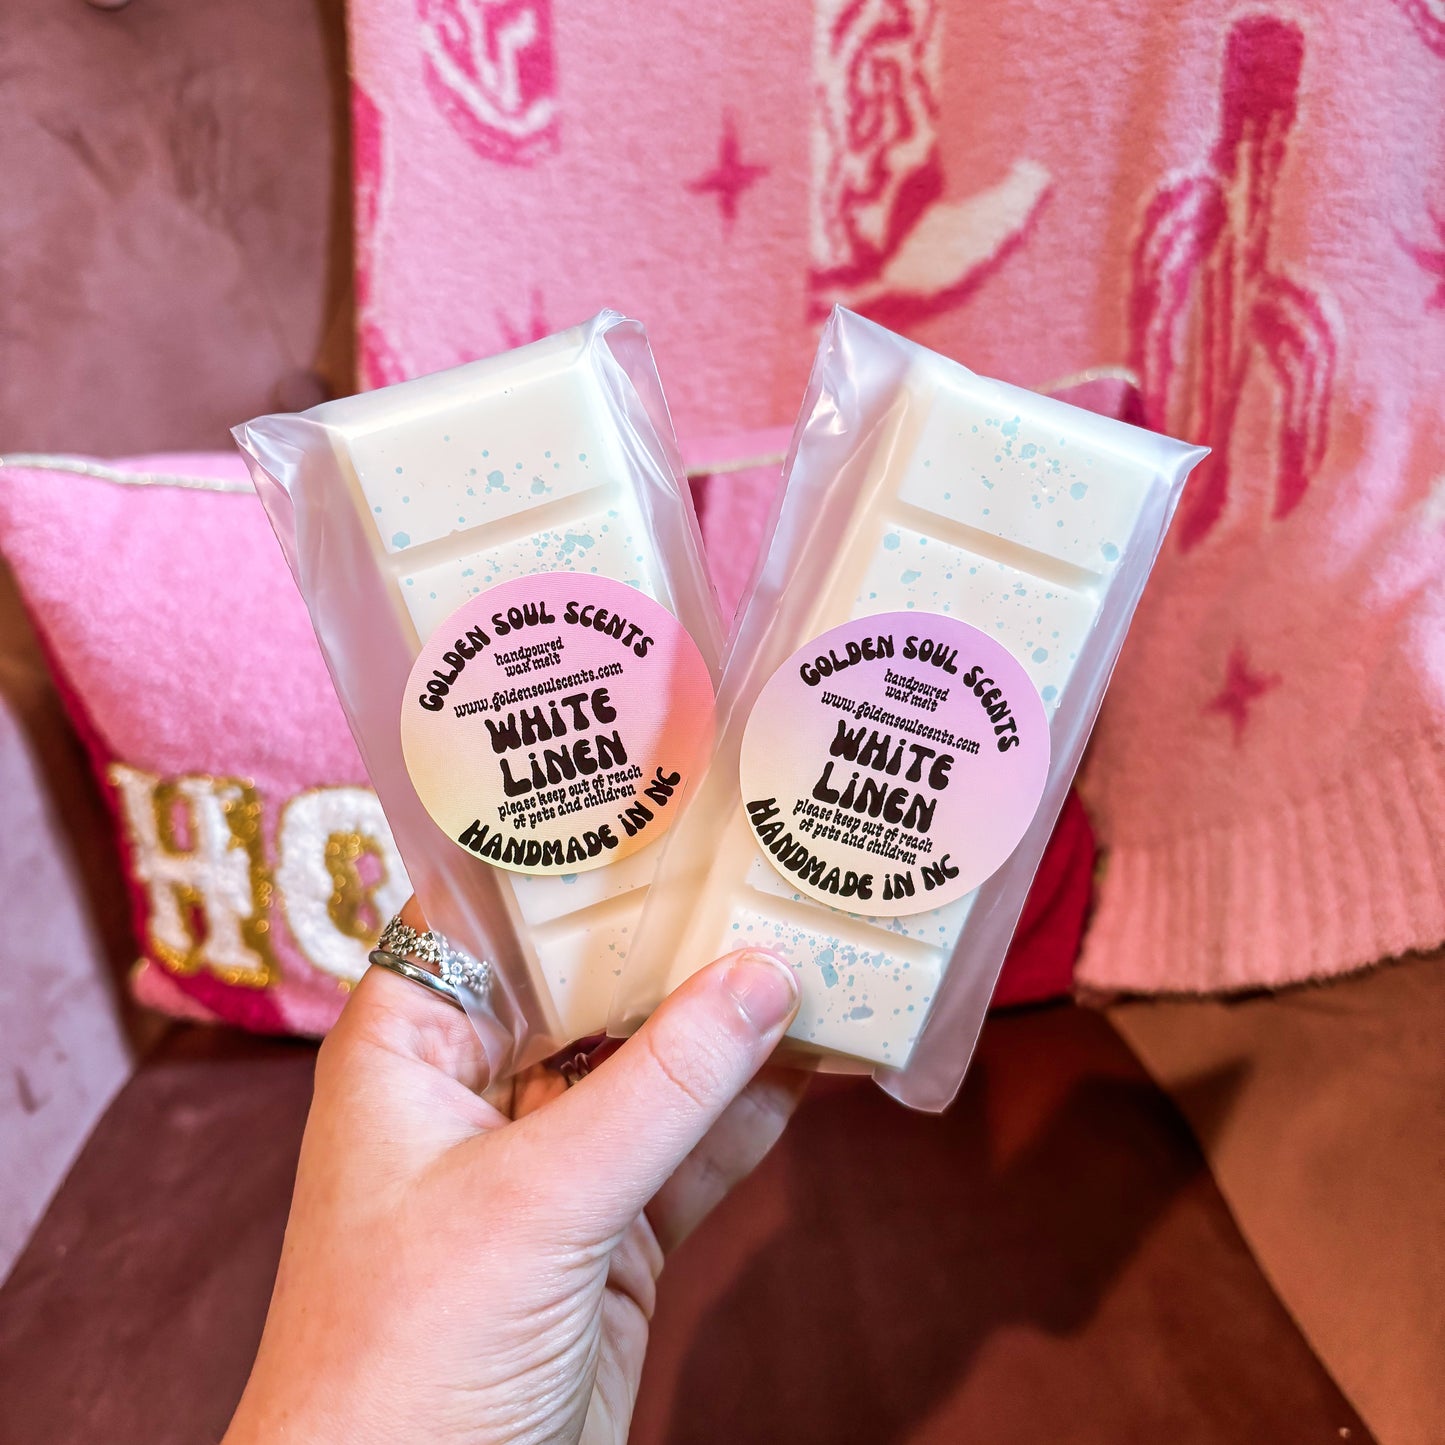 GOLDEN SOUL SCENTS
handpoured
wax melt
www.goldensoulscents.com
WHiTE
LiNEN
please keep out of reach
of pets and children
HANDMADE iN NC
GOLDEN SOUL SCENTS
handpoured
wax melt
www.goldensoulscents.com
WHiTE
LiNEN
please keep out of reach
of pets and children
HANDMADE iN NC
HO